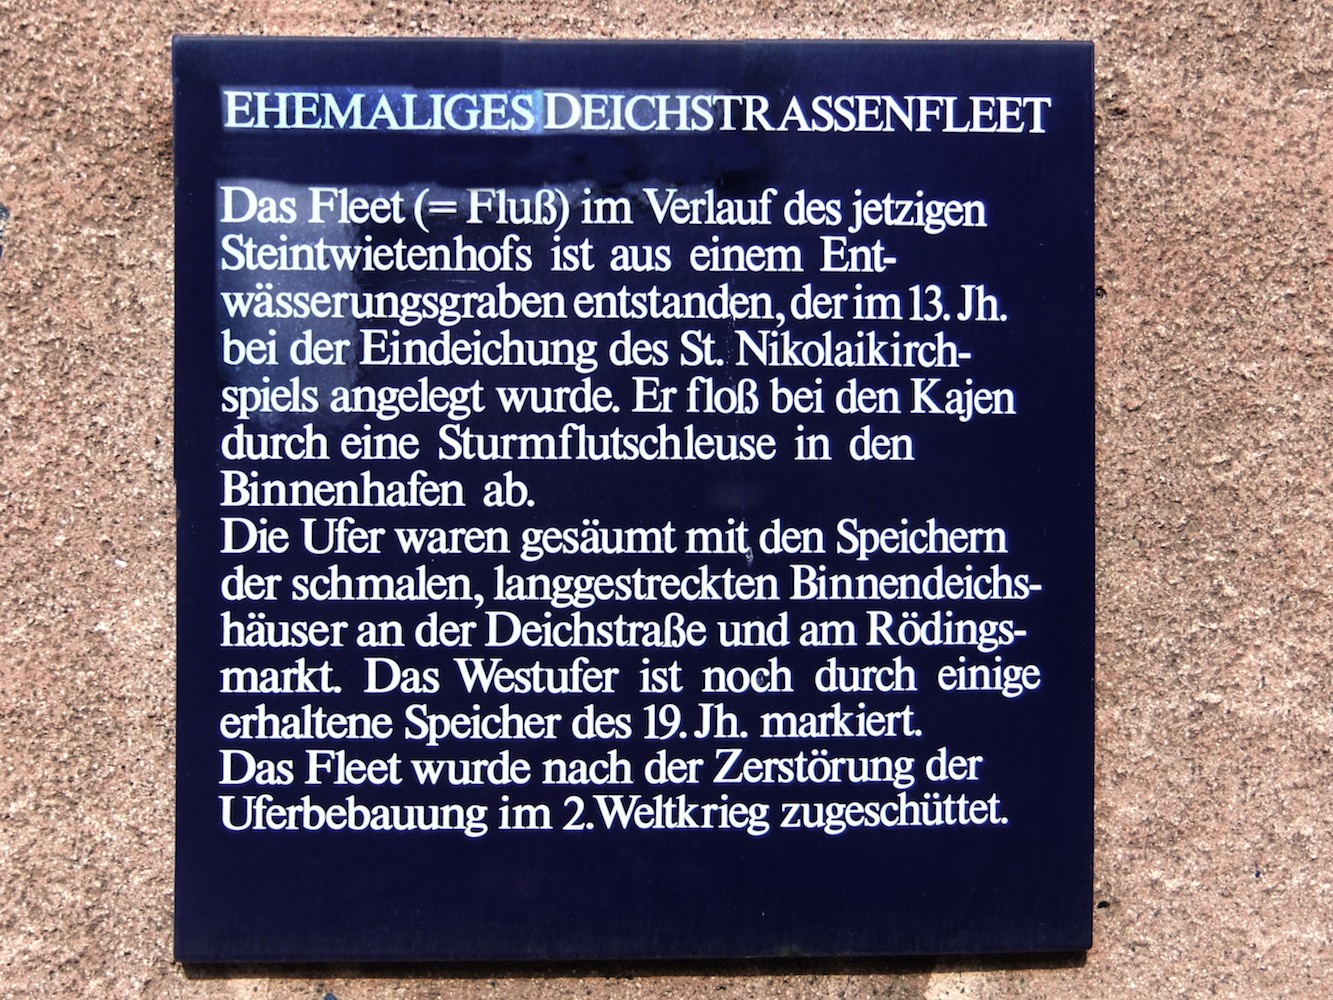 EHEMALIGES DEICHSTRASSENFLEET
Das Fleet (= Fluß) im Verlauf des jetzigen
Steintwietenhofs ist aus einem Ent-
wässerungsgraben entstanden, der im 13. Jh.
bei der Eindeichung des St. Nikolaikirch-
spiels angelegt wurde. Er floß bei den Kajen
durch eine Sturmflutschleuse in den
Binnenhafen ab.
Die Ufer waren gesäumt mit den Speichern
der schmalen, langgestreckten Binnendeichs-
häuser an der Deichstraße und am Rödings-
markt. Das Westufer ist noch durch einige
erhaltene Speicher des 19. Jh. markiert.
Das Fleet wurde nach der Zerstörung der
Uferbebauung im 2. Weltkrieg zugeschüttet.